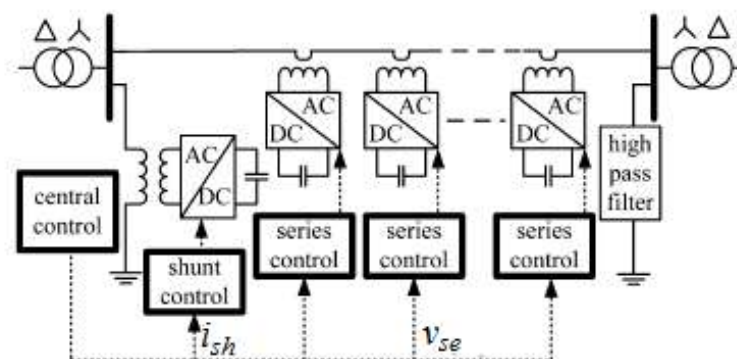 Δ
Δ
AC
DC
AC
DC
AC
DC
AC
DC
high
pass
filter
central
control
shunt
control
series
control
series
control
series
control
i_sh
v_se